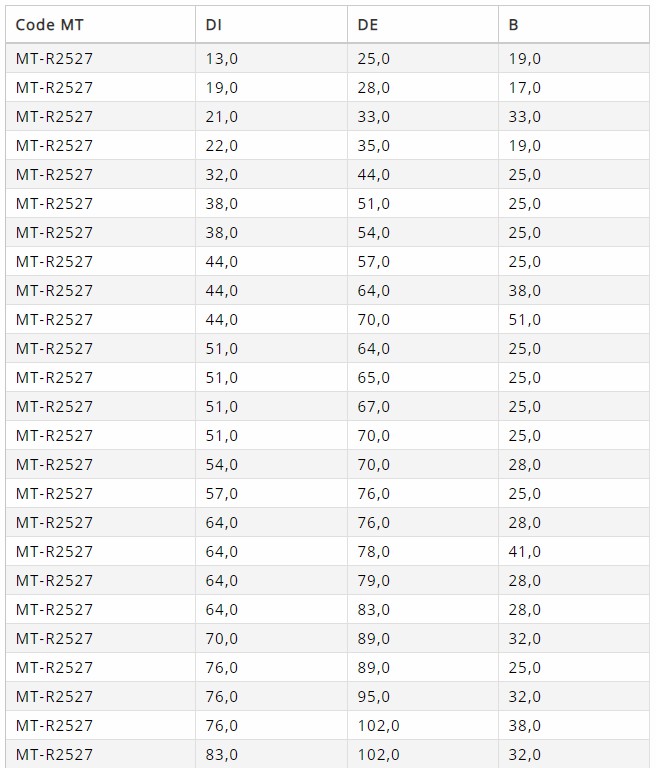 Code MT DI DE B
MT-R2527 13,0 25,0 19,0
MT-R2527 19,0 28,0 17,0
MT-R2527 21,0 33,0 33,0
MT-R2527 22,0 35,0 19,0
MT-R2527 32,0 44,0 25,0
MT-R2527 38,0 51,0 25,0
MT-R2527 38,0 54,0 25,0
MT-R2527 44,0 57,0 25,0
MT-R2527 44,0 64,0 38,0
MT-R2527 44,0 70,0 51,0
MT-R2527 51,0 64,0 25,0
MT-R2527 51,0 65,0 25,0
MT-R2527 51,0 67,0 25,0
MT-R2527 51,0 70,0 25,0
MT-R2527 54,0 70,0 28,0
MT-R2527 57,0 76,0 25,0
MT-R2527 64,0 76,0 28,0
MT-R2527 64,0 78,0 41,0
MT-R2527 64,0 79,0 28,0
MT-R2527 64,0 83,0 28,0
MT-R2527 70,0 89,0 32,0
MT-R2527 76,0 89,0 25,0
MT-R2527 76,0 95,0 32,0
MT-R2527 76,0 102,0 38,0
MT-R2527 83,0 102,0 32,0